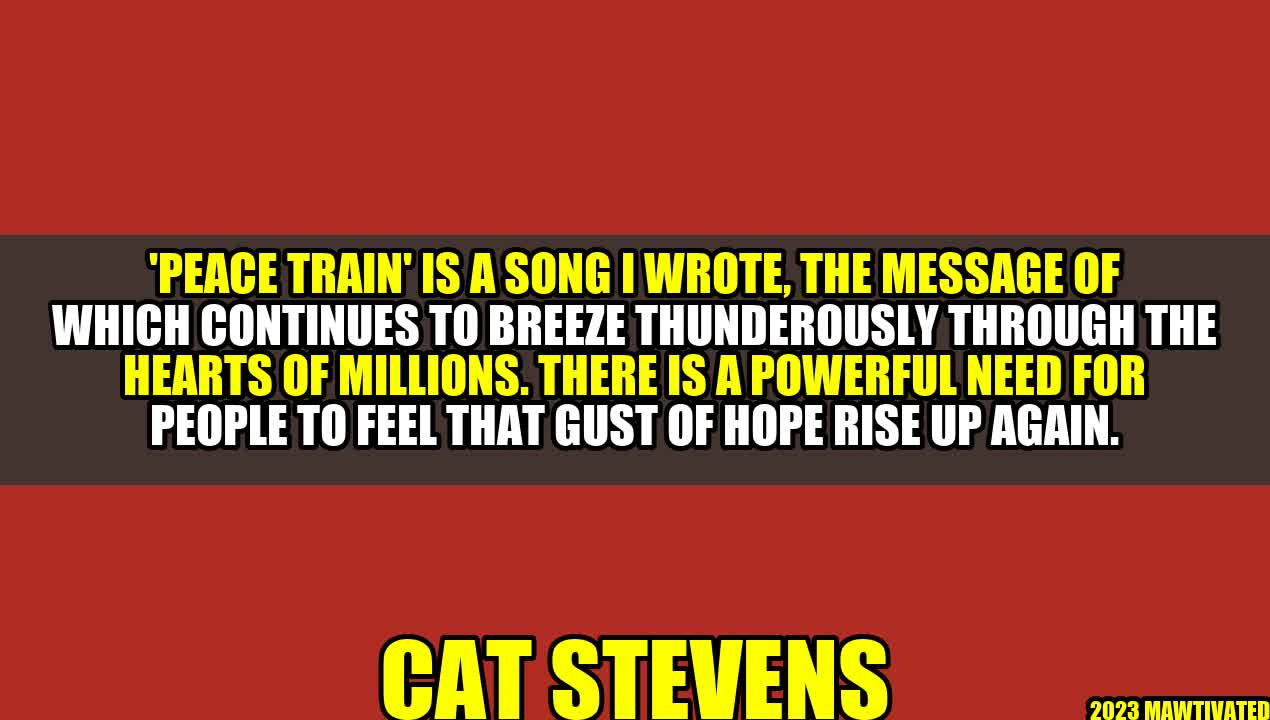 'PEACE TRAIN' IS A SONG I WROTE, THE MESSAGE OF
WHICH CONTINUES TO BREEZE THUNDEROUSLY THROUGH THE
HEARTS OF MILLIONS. THERE IS A POWERFUL NEED FOR
PEOPLE TO FEEL THAT GUST OF HOPE RISE UP AGAIN.
CAT STEVENS
2023 MAWTIVATED